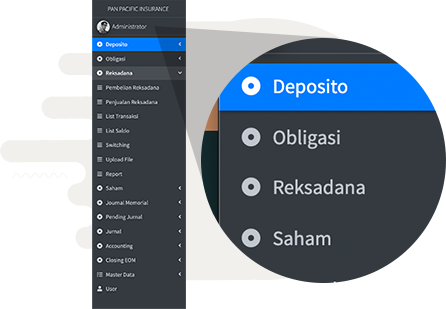 PAN PACIFIC INSURANCE
Administrator
Deposito
Obligasi
Reksadana
Pembelian Reksadana
Penjualan Reksadana
List Transaksi
List Saldo
Switching
Upload File
Report
Saham
Journal Memorial
Pending Jurnal
Jurnal
Accounting
Closing EOM
Master Data
User
Deposito
Obligasi
Reksadana
Saham